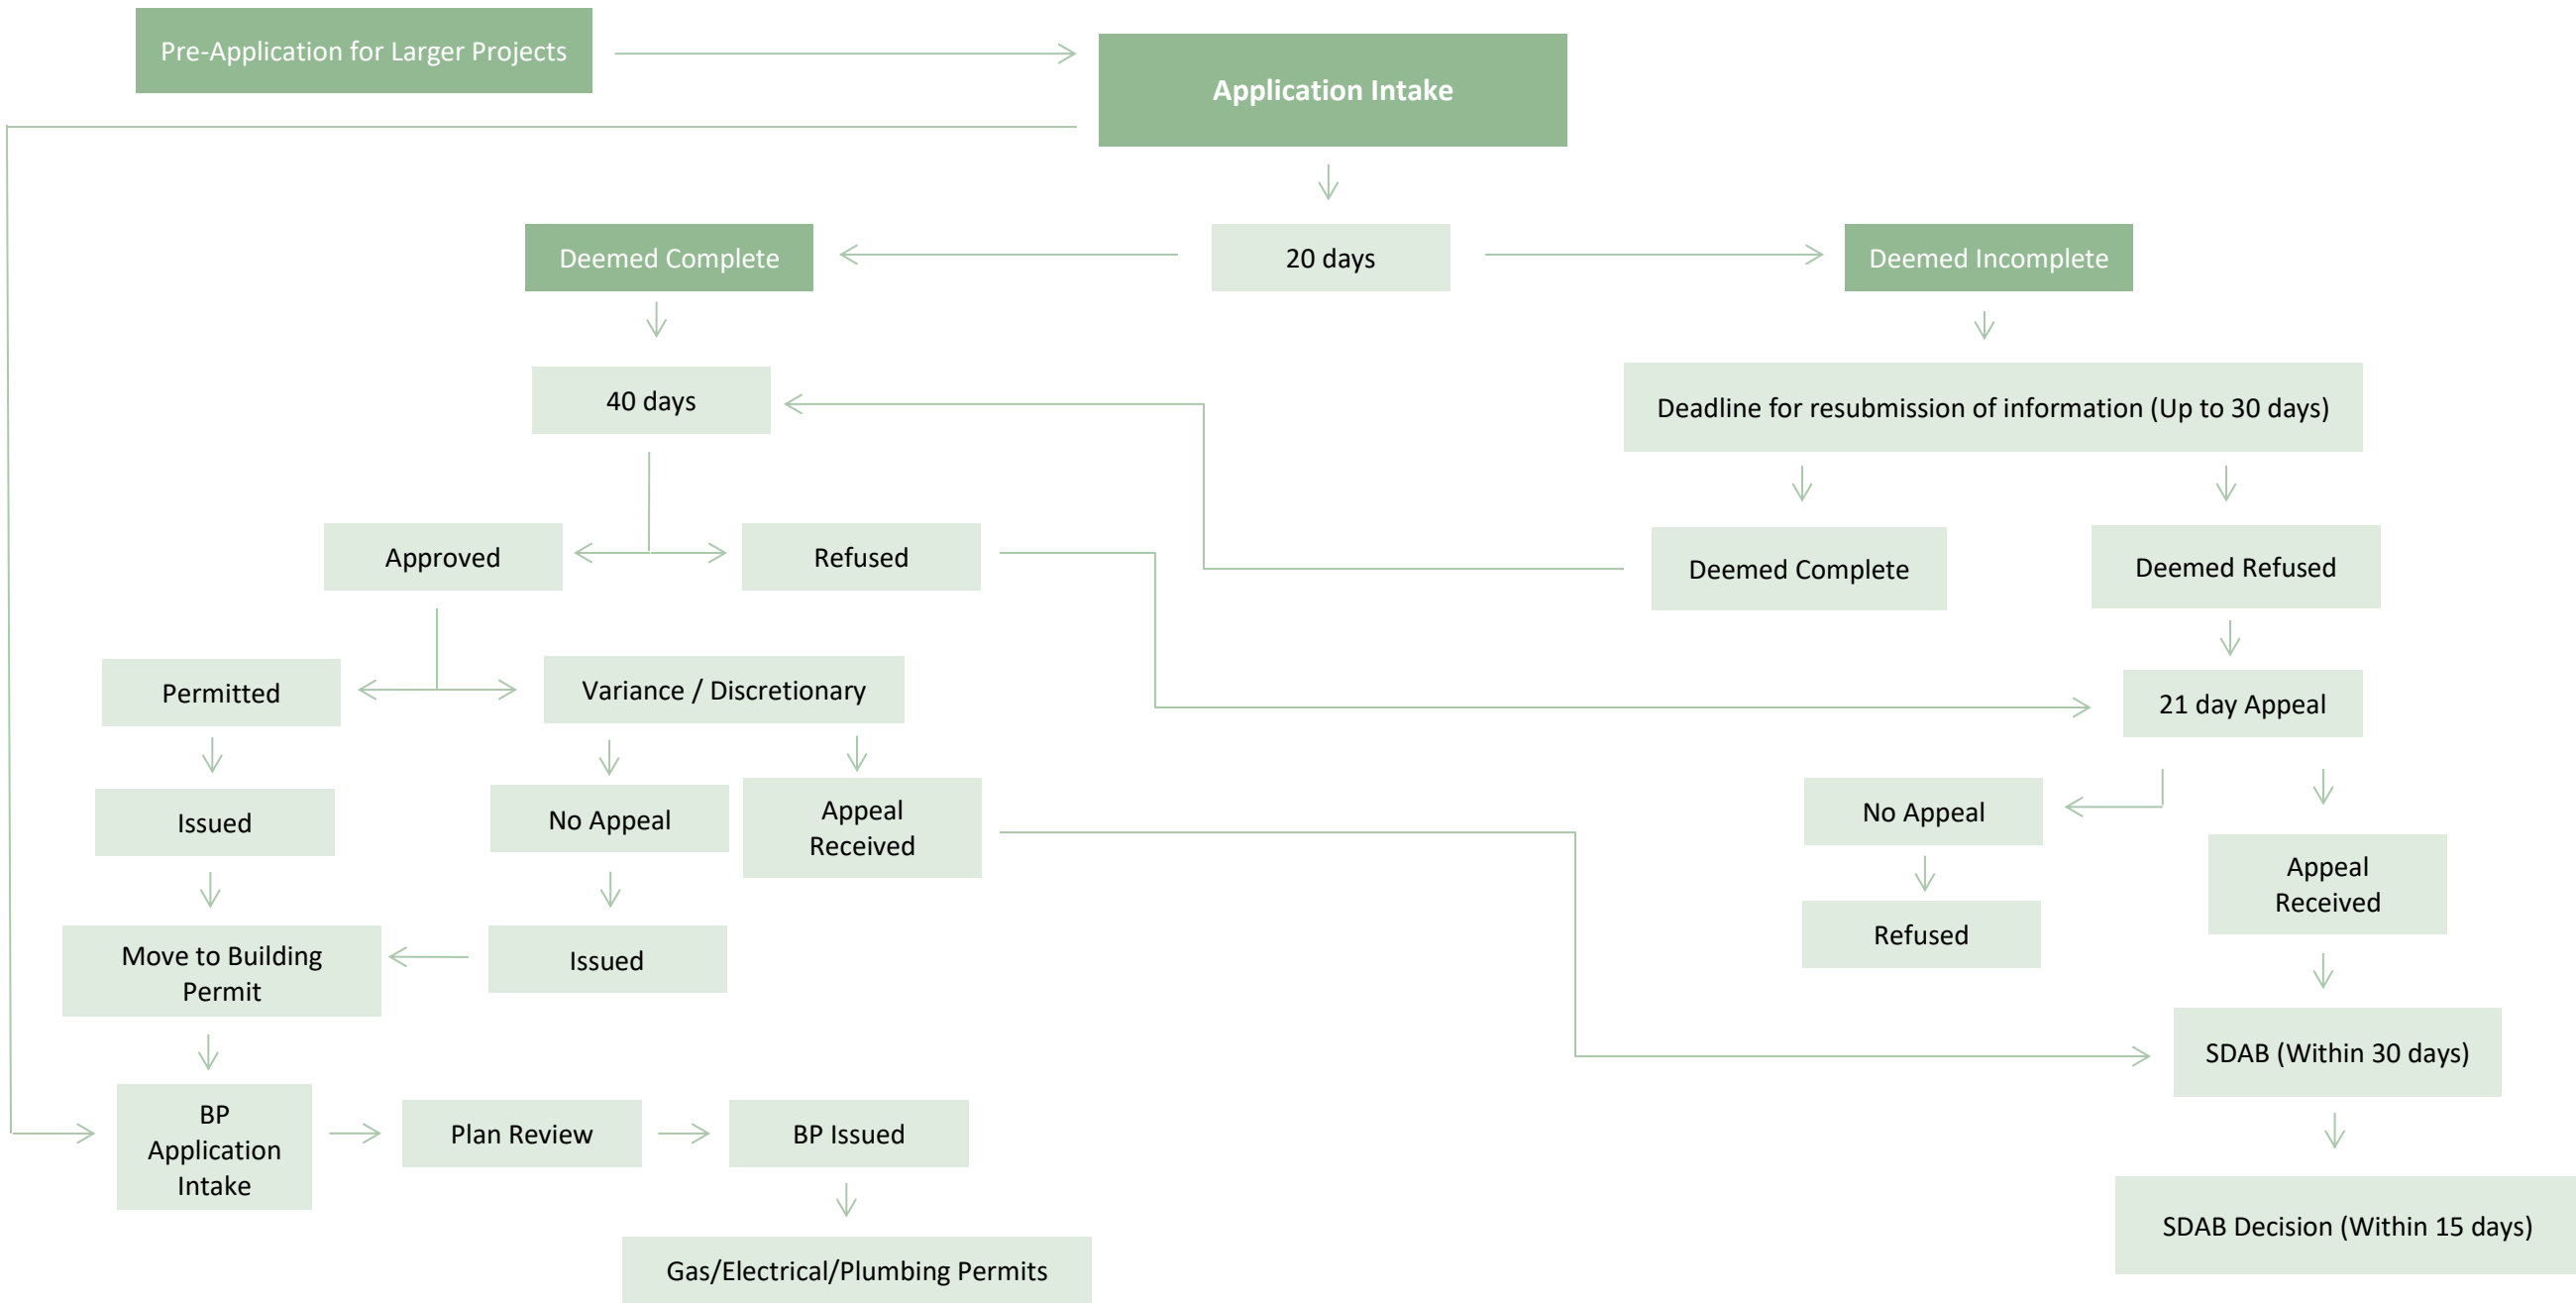 Pre-Application for Larger Projects
Application Intake
Deemed Complete
20 days
Deemed Incomplete
40 days
Deadline for resubmission of information (Up to 30 days)
Approved
Refused
Deemed Complete
Deemed Refused
Permitted
Variance / Discretionary
21 day Appeal
Issued
No Appeal
Appeal
Received
No Appeal
Appeal
Received
Refused
Move to Building
Permit
Issued
SDAB (Within 30 days)
BP
Application
Intake
Plan Review
BP Issued
SDAB Decision (Within 15 days)
Gas/Electrical/Plumbing Permits